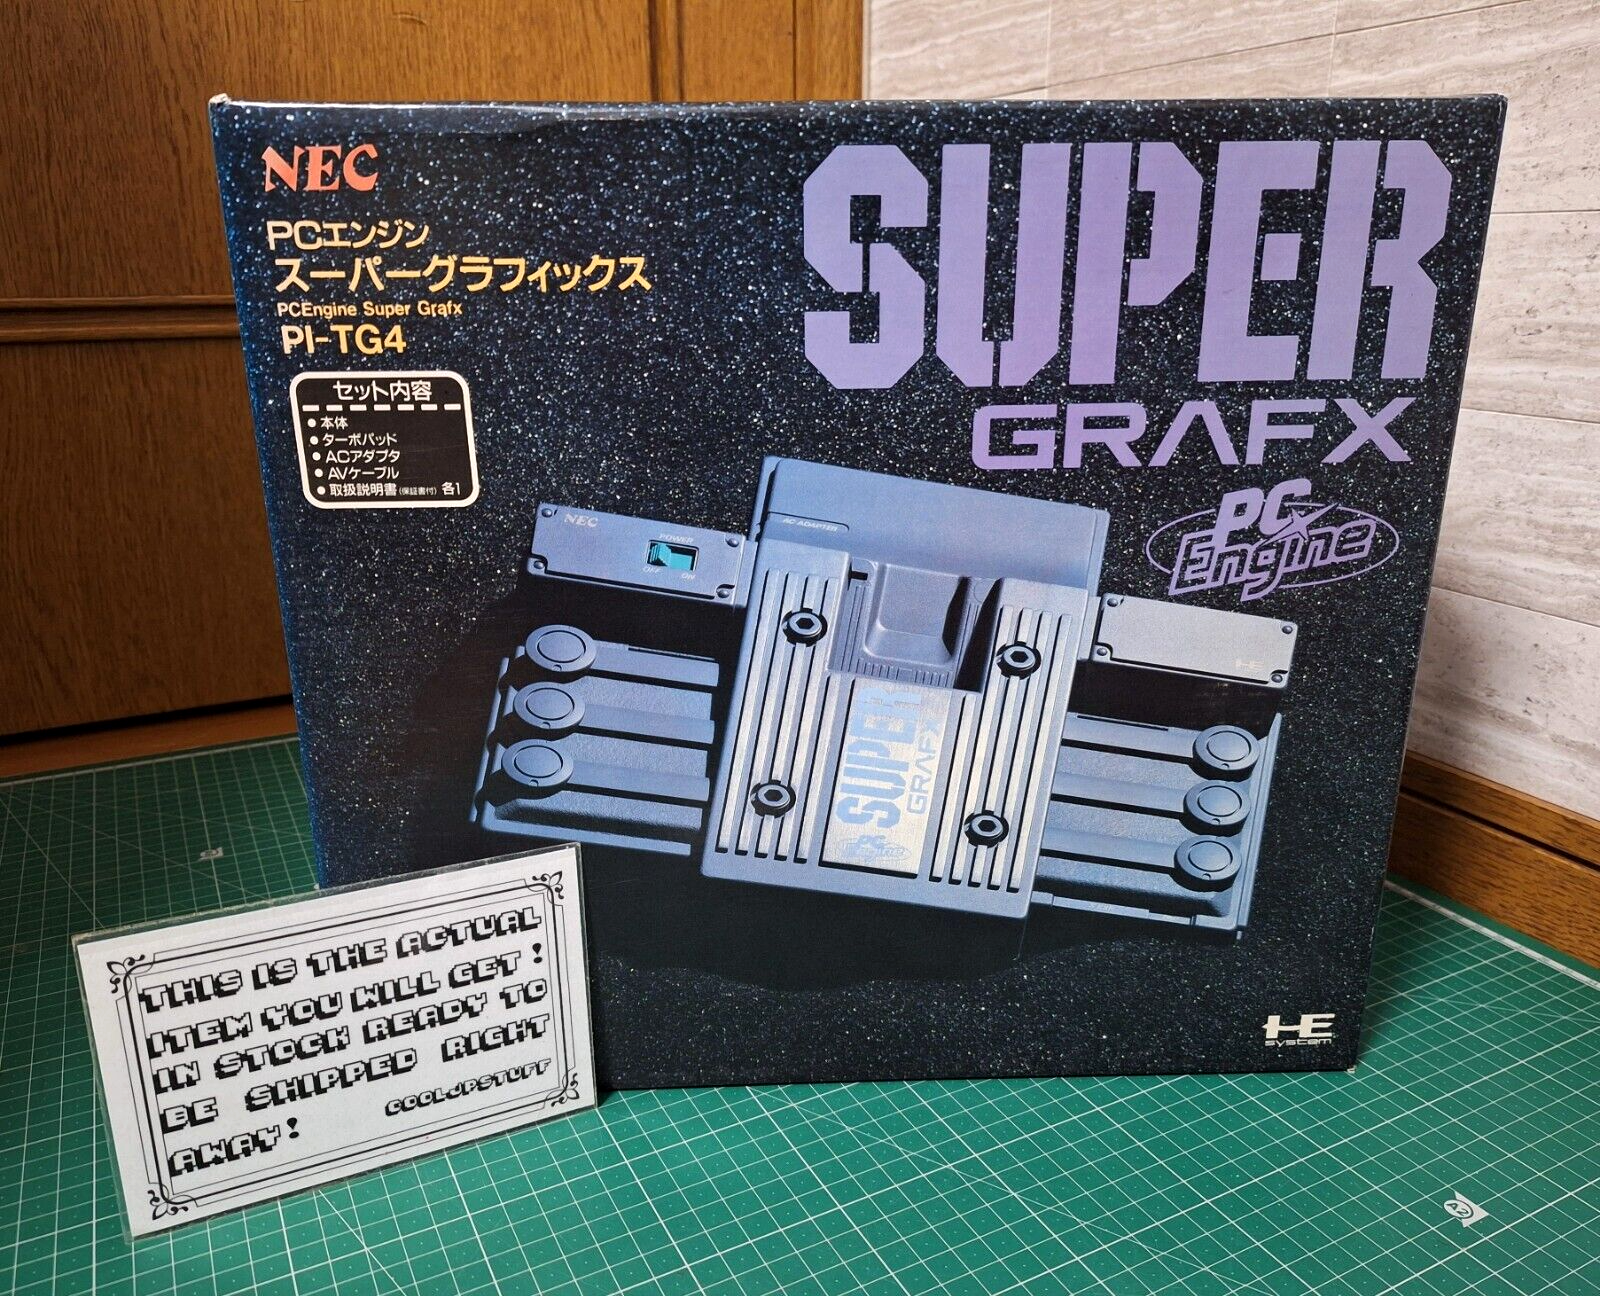 NEC
PCエンジン
スーパーグラフィックス
PCEngine Super Grafx
PI-TG4
セット内容
● 本体
● ターボパッド
● ACアダプタ
● AVケーブル
● 取扱説明書(保証書付) 各1
SUPER
GRAFX
PC
Engine
NEC
POWER
OFF ON
AC ADAPTER
HE
SUPER
GRAFX
PC
Engine
HE
system
THIS IS THE ACTUAL
ITEM YOU WILL GET!
IN STOCK READY TO
BE SHIPPED RIGHT
AWAY!
COOLJPSTUFF
A2